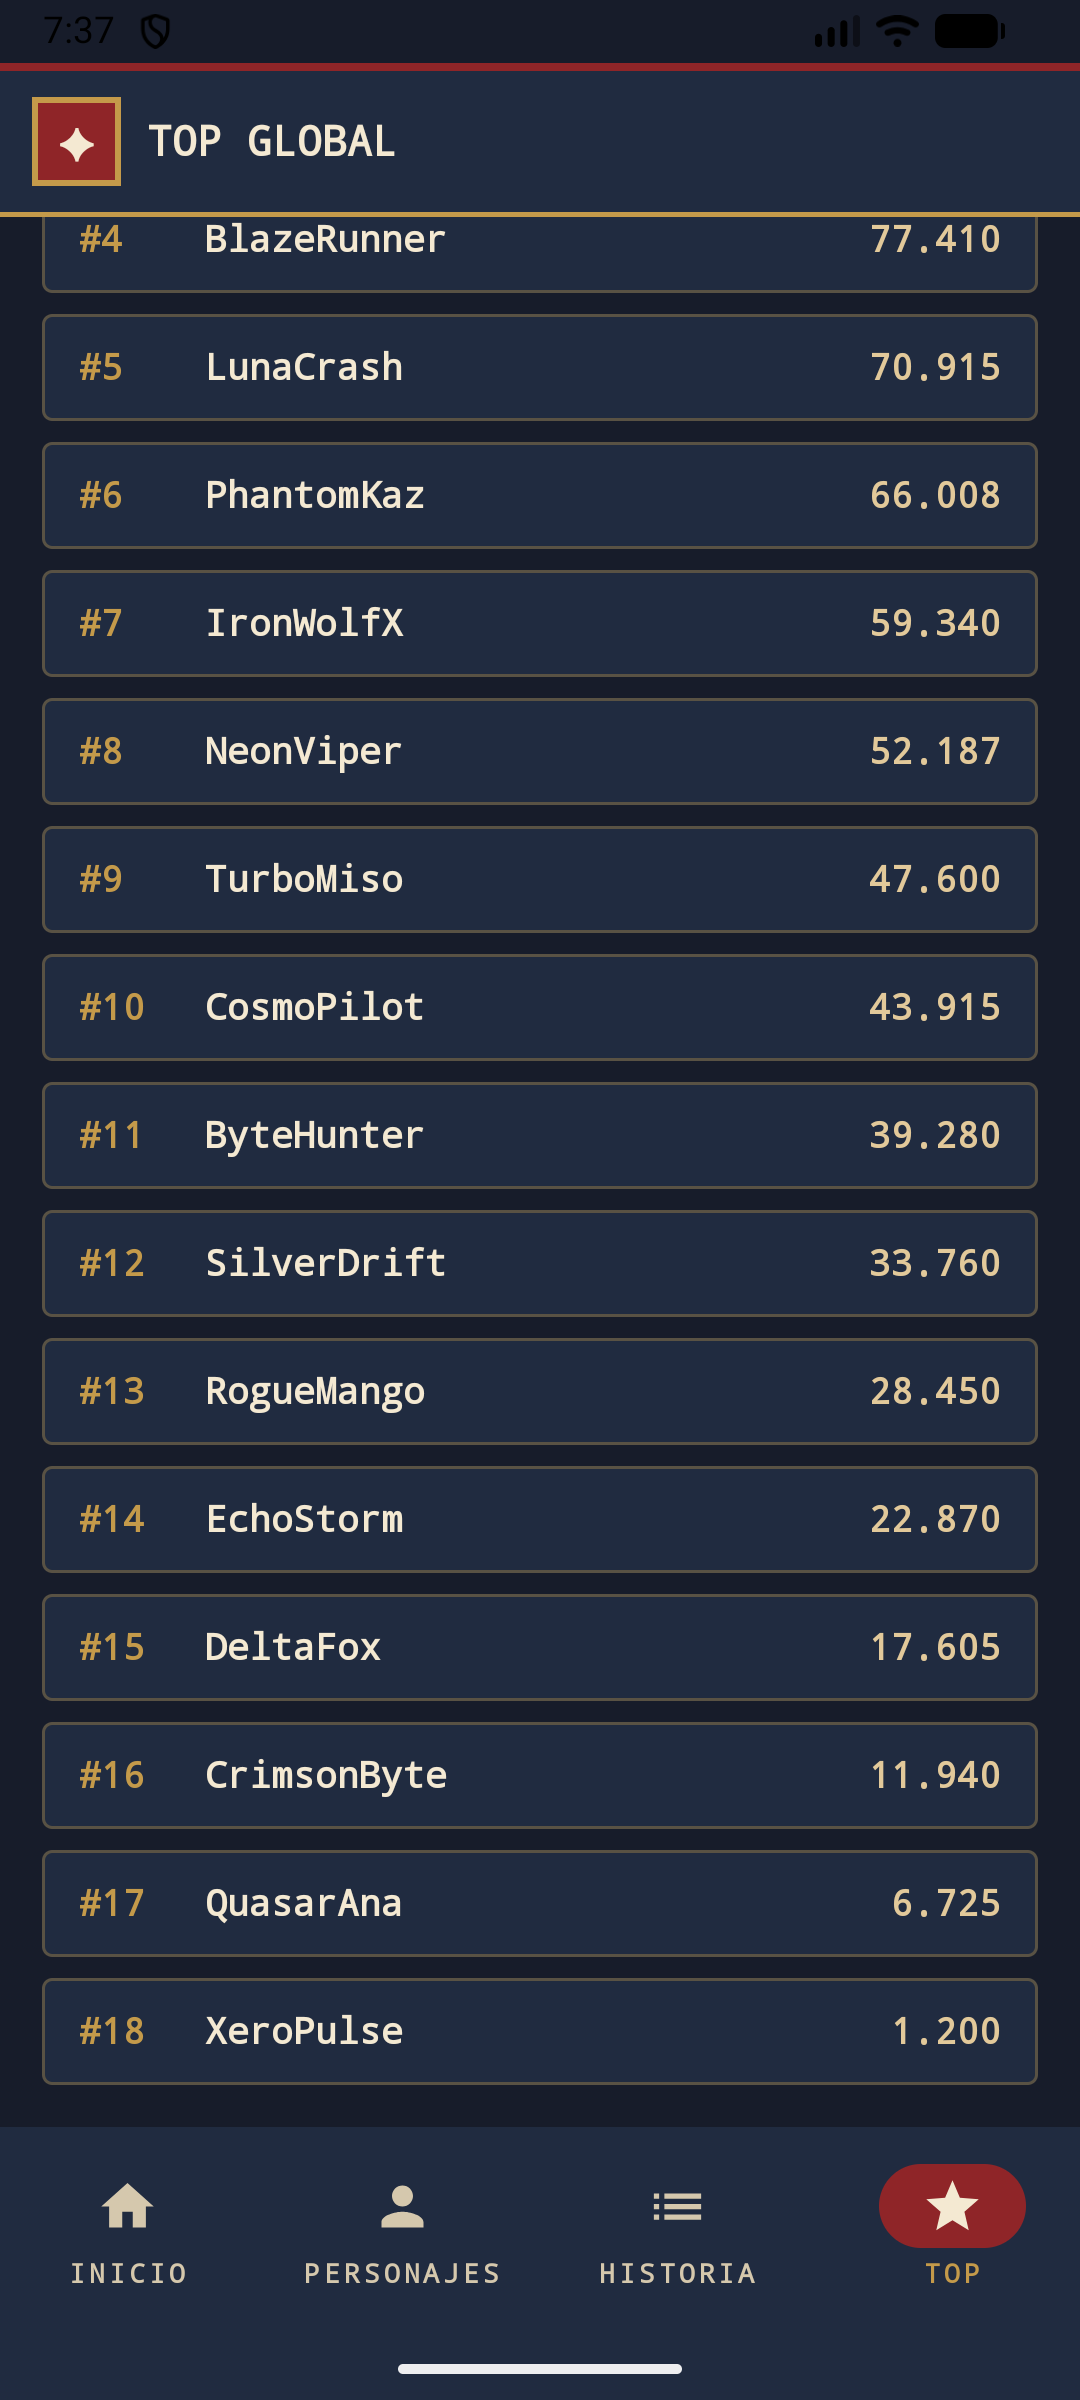 7:37
TOP GLOBAL
#4 BlazeRunner 77.410
#5 LunaCrash 70.915
#6 PhantomKaz 66.008
#7 IronWolfX 59.340
#8 NeonViper 52.187
#9 TurboMiso 47.600
#10 CosmoPilot 43.915
#11 ByteHunter 39.280
#12 SilverDrift 33.760
#13 RogueMango 28.450
#14 EchoStorm 22.870
#15 DeltaFox 17.605
#16 CrimsonByte 11.940
#17 QuasarAna 6.725
#18 XeroPulse 1.200
INICIO PERSONAJES HISTORIA TOP